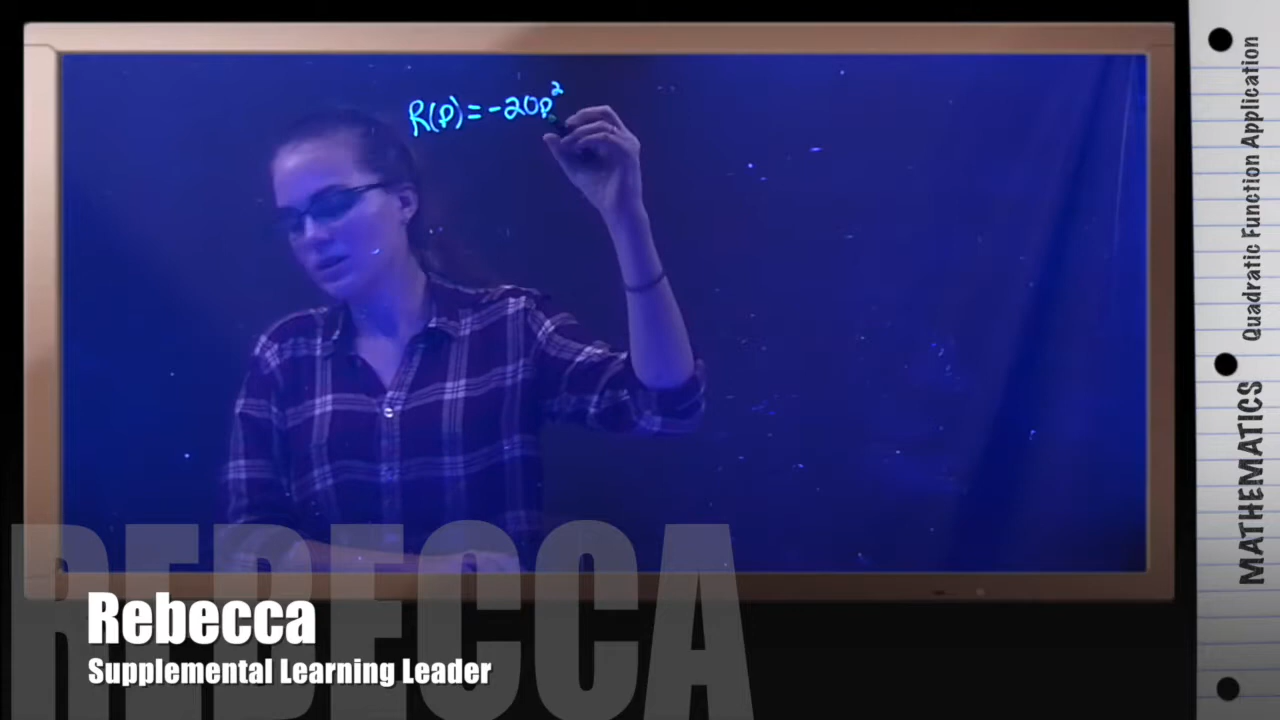 R(p) = -20p²
REBECCA
Rebecca
Supplemental Learning Leader
MATHEMATICS Quadratic Function Application